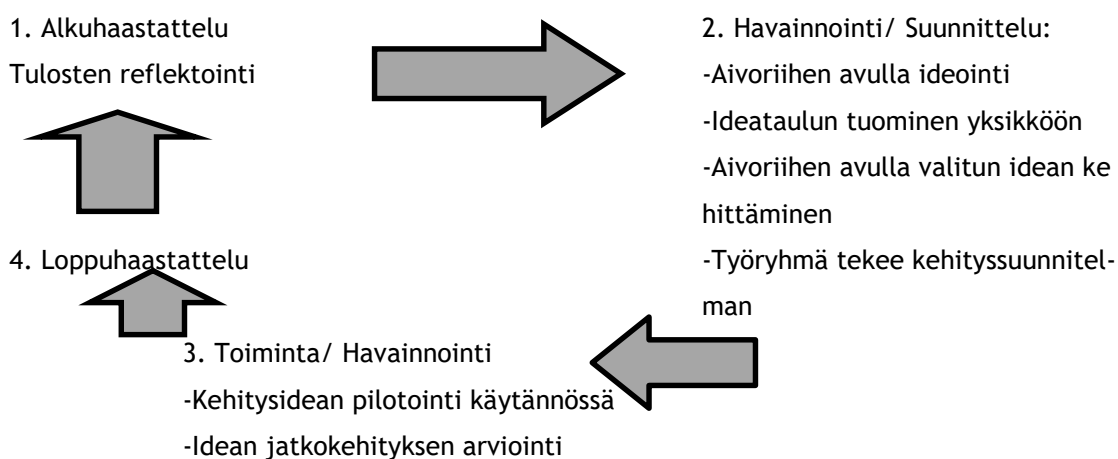 1. Alkuhaastattelu
Tulosten reflektointi
2. Havainnointi/ Suunnittelu:
-Aivoriihen avulla ideointi
-Ideataulun tuominen yksikköön
-Aivoriihen avulla valitun idean ke
hittäminen
-Työryhmä tekee kehityssuunnitel-
man
3. Toiminta/ Havainnointi
-Kehitysidean pilotointi käytännössä
-Idean jatkokehityksen arviointi
4. Loppuhaastattelu